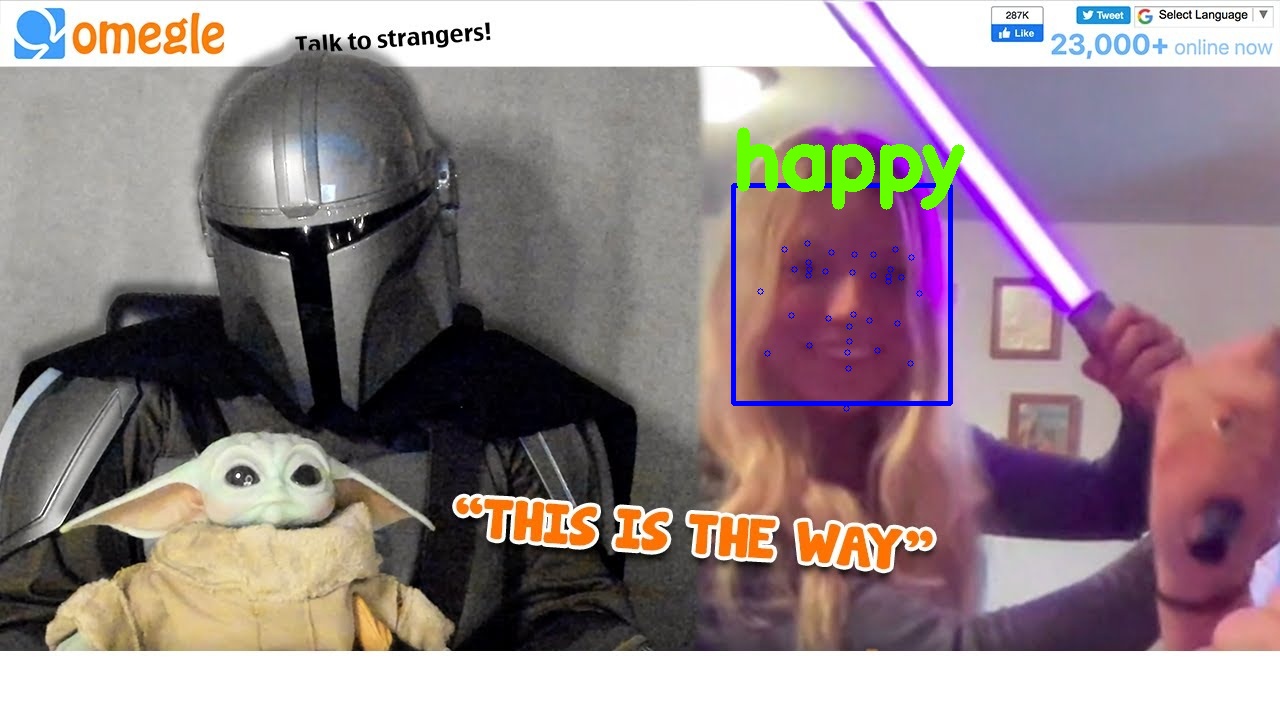 omegle
Talk to strangers!
287K
Like
Tweet
Select Language
23,000+ online now
happy
“THIS IS THE WAY”